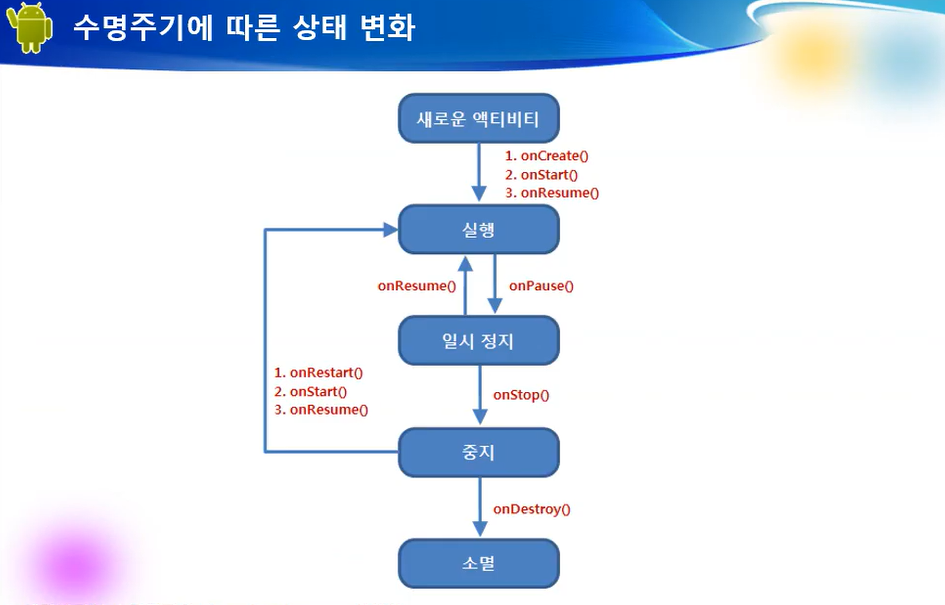 수명주기에 따른 상태 변화
새로운 액티비티
1. onCreate()
2. onStart()
3. onResume()
실행
onResume()
onPause()
일시 정지
1. onRestart()
2. onStart()
3. onResume()
onStop()
중지
onDestroy()
소멸